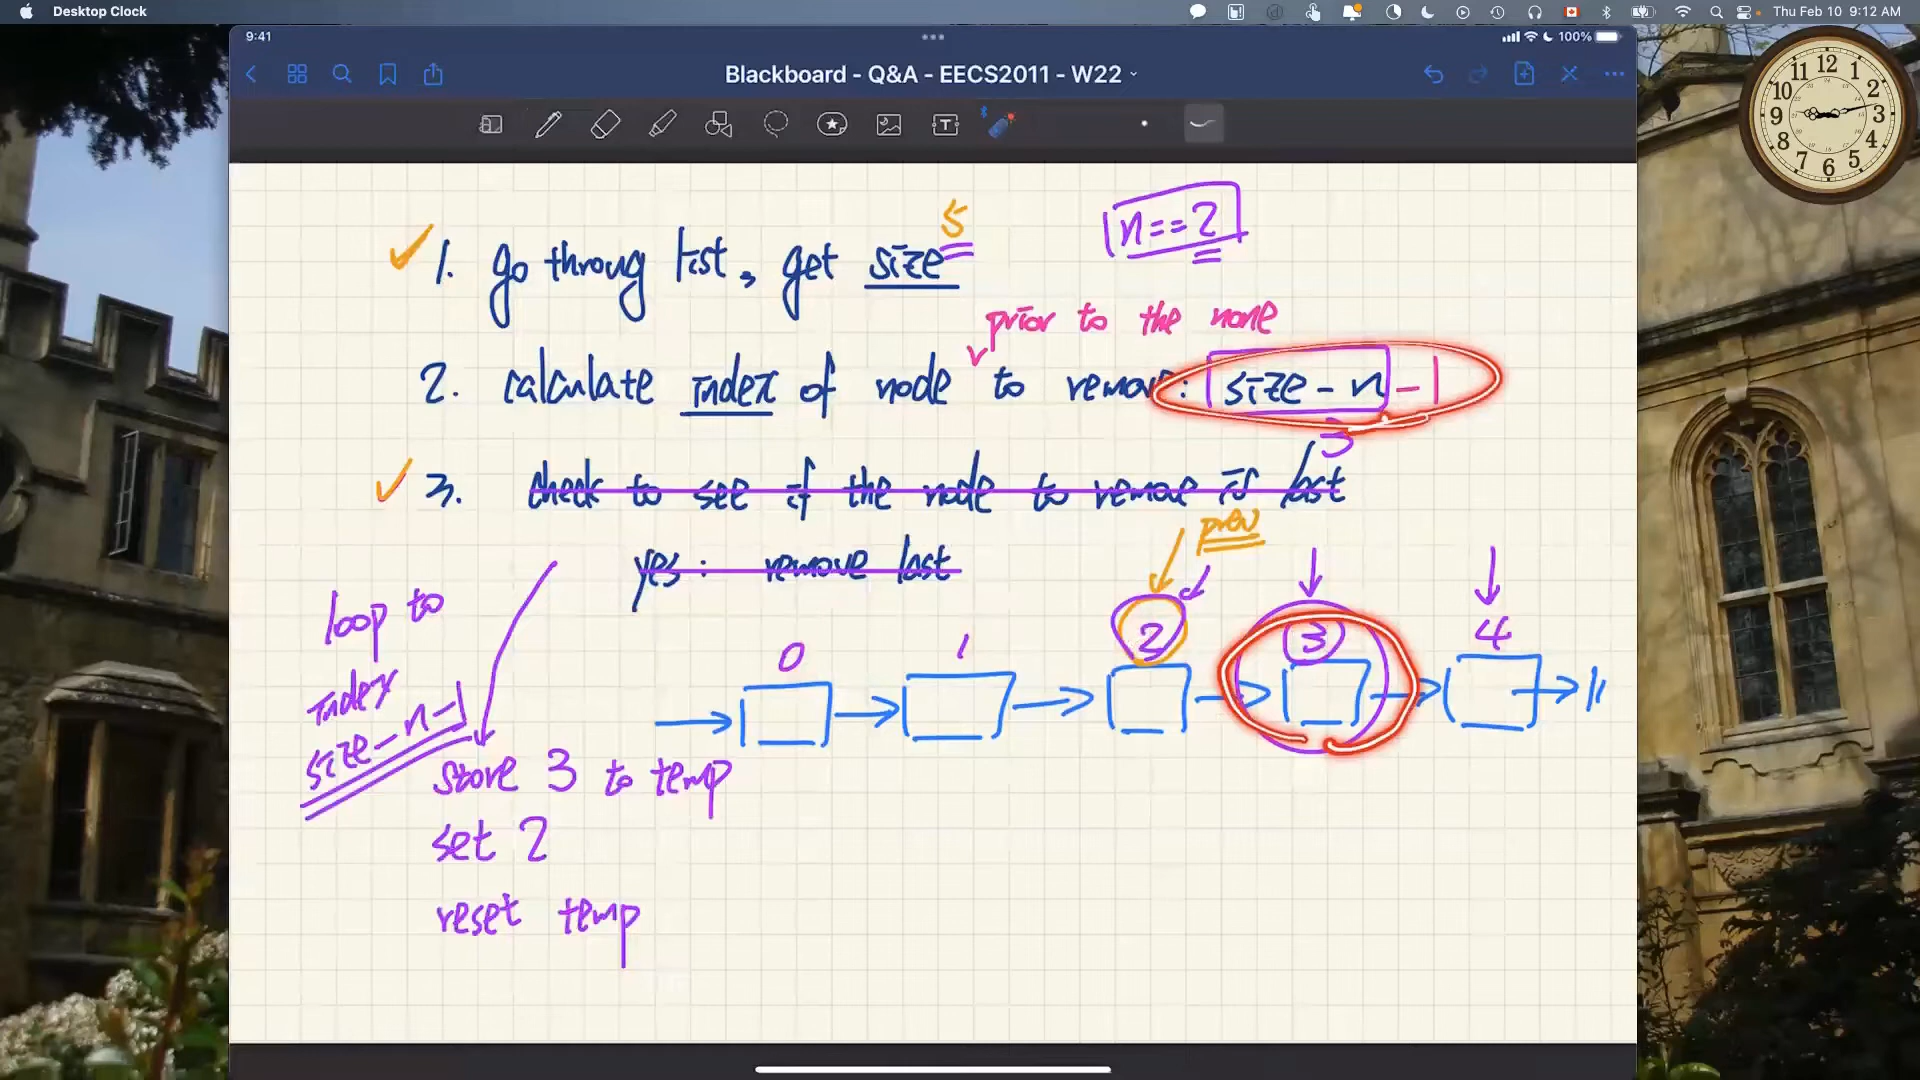 Desktop Clock
Thu Feb 10 9:12 AM
9:41
100%
Blackboard - Q&A - EECS2011 - W22
5
n==2
1. go throug list, get size
prior to the none
2. calculate index of node to remove: size - n - 1
3
3. check to see if the node to remove is last
prev
yes: remove last
loop to
index
size-n-1
0 1 2 3 4
store 3 to temp
set 2
reset temp
12 1 2 3 4 5 6 7 8 9 10 11